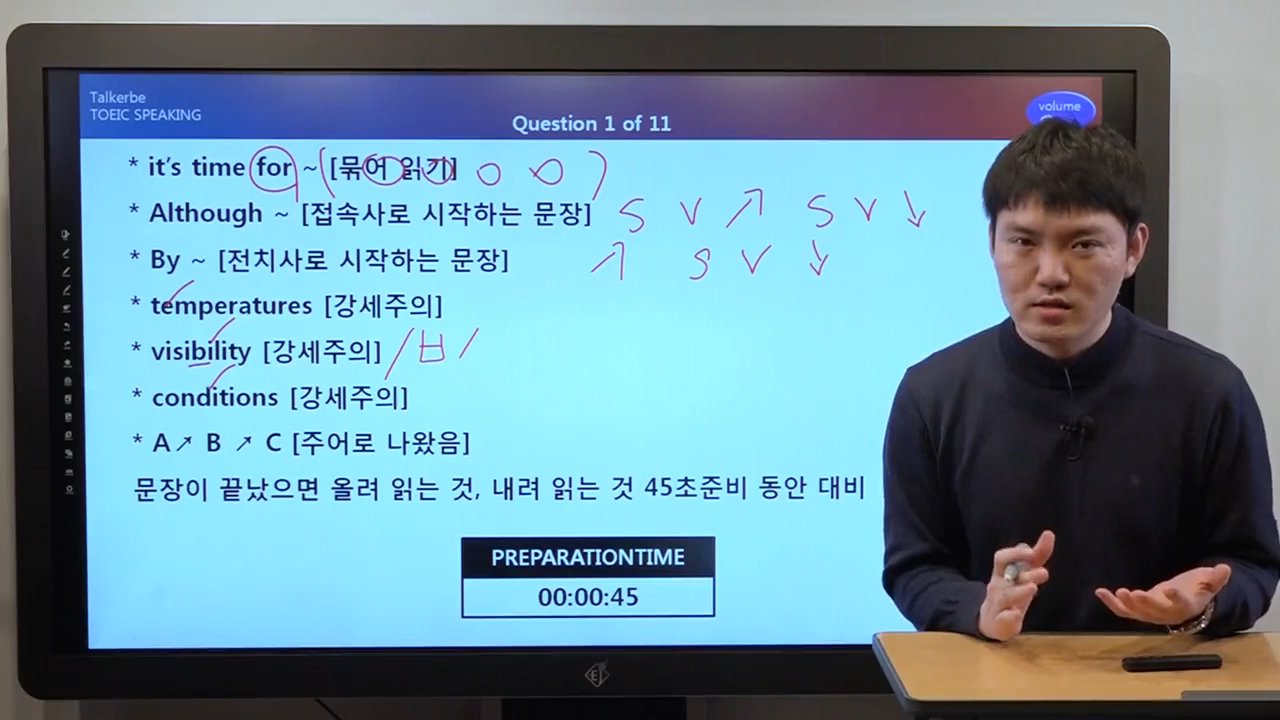 Talkerbe
TOEIC SPEAKING
Question 1 of 11
volume
* it's time for ~ [묶어 읽기]
* Although ~ [접속사로 시작하는 문장] S V ↗ S V ↘
* By ~ [전치사로 시작하는 문장] ↗ S V ↘
* temperatures [강세주의]
* visibility [강세주의] /ㅂ/
* conditions [강세주의]
* A↗ B ↗ C [주어로 나왔음]
문장이 끝났으면 올려 읽는 것, 내려 읽는 것 45초준비 동안 대비
PREPARATIONTIME
00:00:45